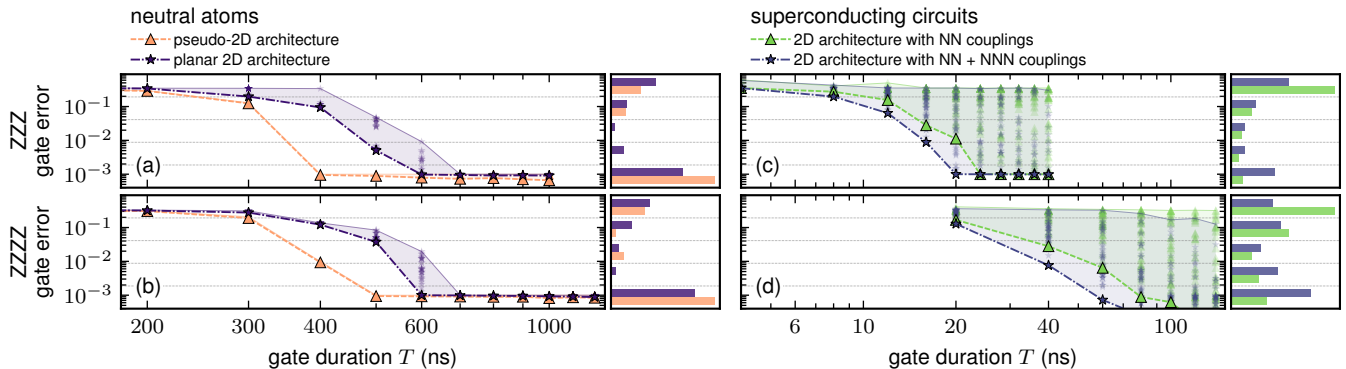 neutral atoms
pseudo-2D architecture
planar 2D architecture
superconducting circuits
2D architecture with NN couplings
2D architecture with NN + NNN couplings
ZZZ
gate error
10⁻¹
10⁻²
10⁻³
(a)
(c)
ZZZZ
gate error
10⁻¹
10⁻²
10⁻³
(b)
(d)
200 300 400 600 1000
6 10 20 40 100
gate duration T (ns)
gate duration T (ns)